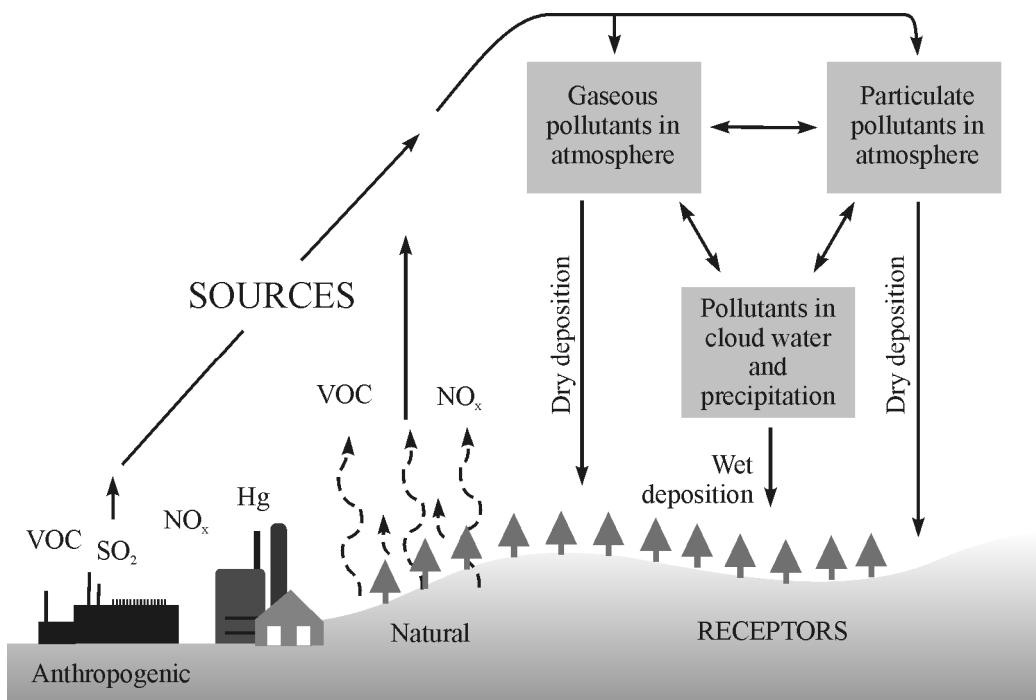 Gaseous
pollutants in
atmosphere
Particulate
pollutants in
atmosphere
SOURCES
Dry deposition
Pollutants in
cloud water
and
precipitation
Dry deposition
VOC
NOₓ
Wet
deposition
Hg
NOₓ
VOC
SO₂
Natural
RECEPTORS
Anthropogenic